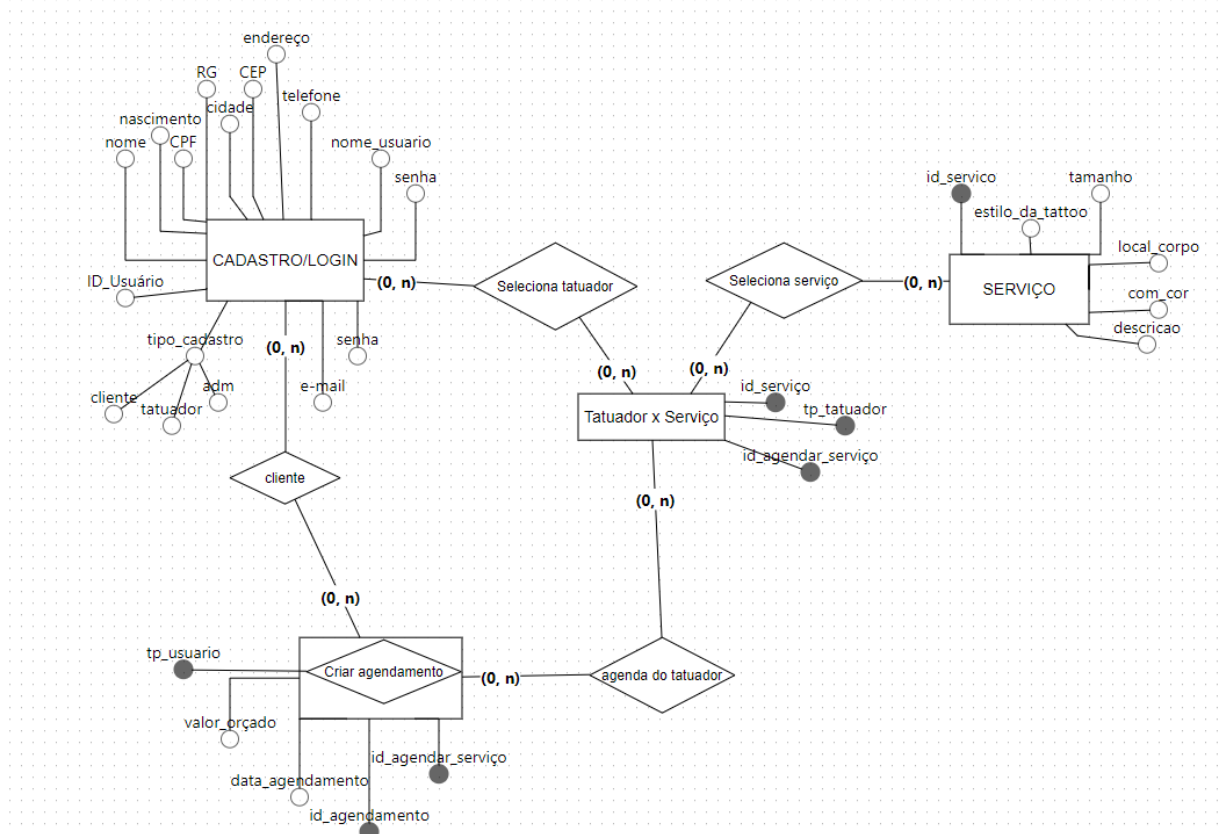 endereço
RG
CEP
cidade
telefone
nascimento
nome
CPF
nome_usuario
senha
CADASTRO/LOGIN
ID_Usuário
(0, n)
Seleciona tatuador
Seleciona serviço
(0, n)
id_servico
tamanho
estilo_da_tattoo
local_corpo
SERVIÇO
com_cor
descricao
tipo_cadastro
(0, n)
senha
cliente
tatuador
adm
e-mail
(0, n)
(0, n)
id_serviço
Tatuador x Serviço
tp_tatuador
id_agendar_serviço
cliente
(0, n)
(0, n)
tp_usuario
Criar agendamento
(0, n)
agenda do tatuador
valor_orçado
id_agendar_serviço
data_agendamento
id_agendamento